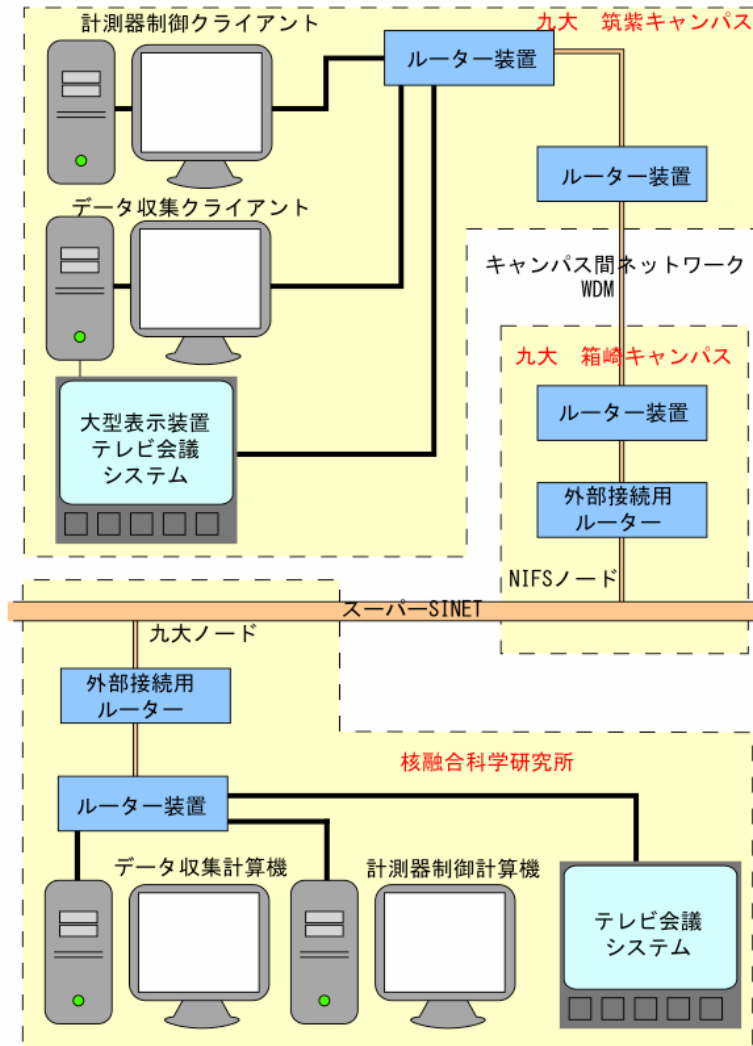 計測器制御クライアント
九大 筑紫キャンパス
ルーター装置
ルーター装置
データ収集クライアント
キャンパス間ネットワーク
WDM
九大 箱崎キャンパス
ルーター装置
大型表示装置
テレビ会議
システム
外部接続用
ルーター
NIFSノード
スーパーSINET
九大ノード
外部接続用
ルーター
核融合科学研究所
ルーター装置
データ収集計算機
計測器制御計算機
テレビ会議
システム